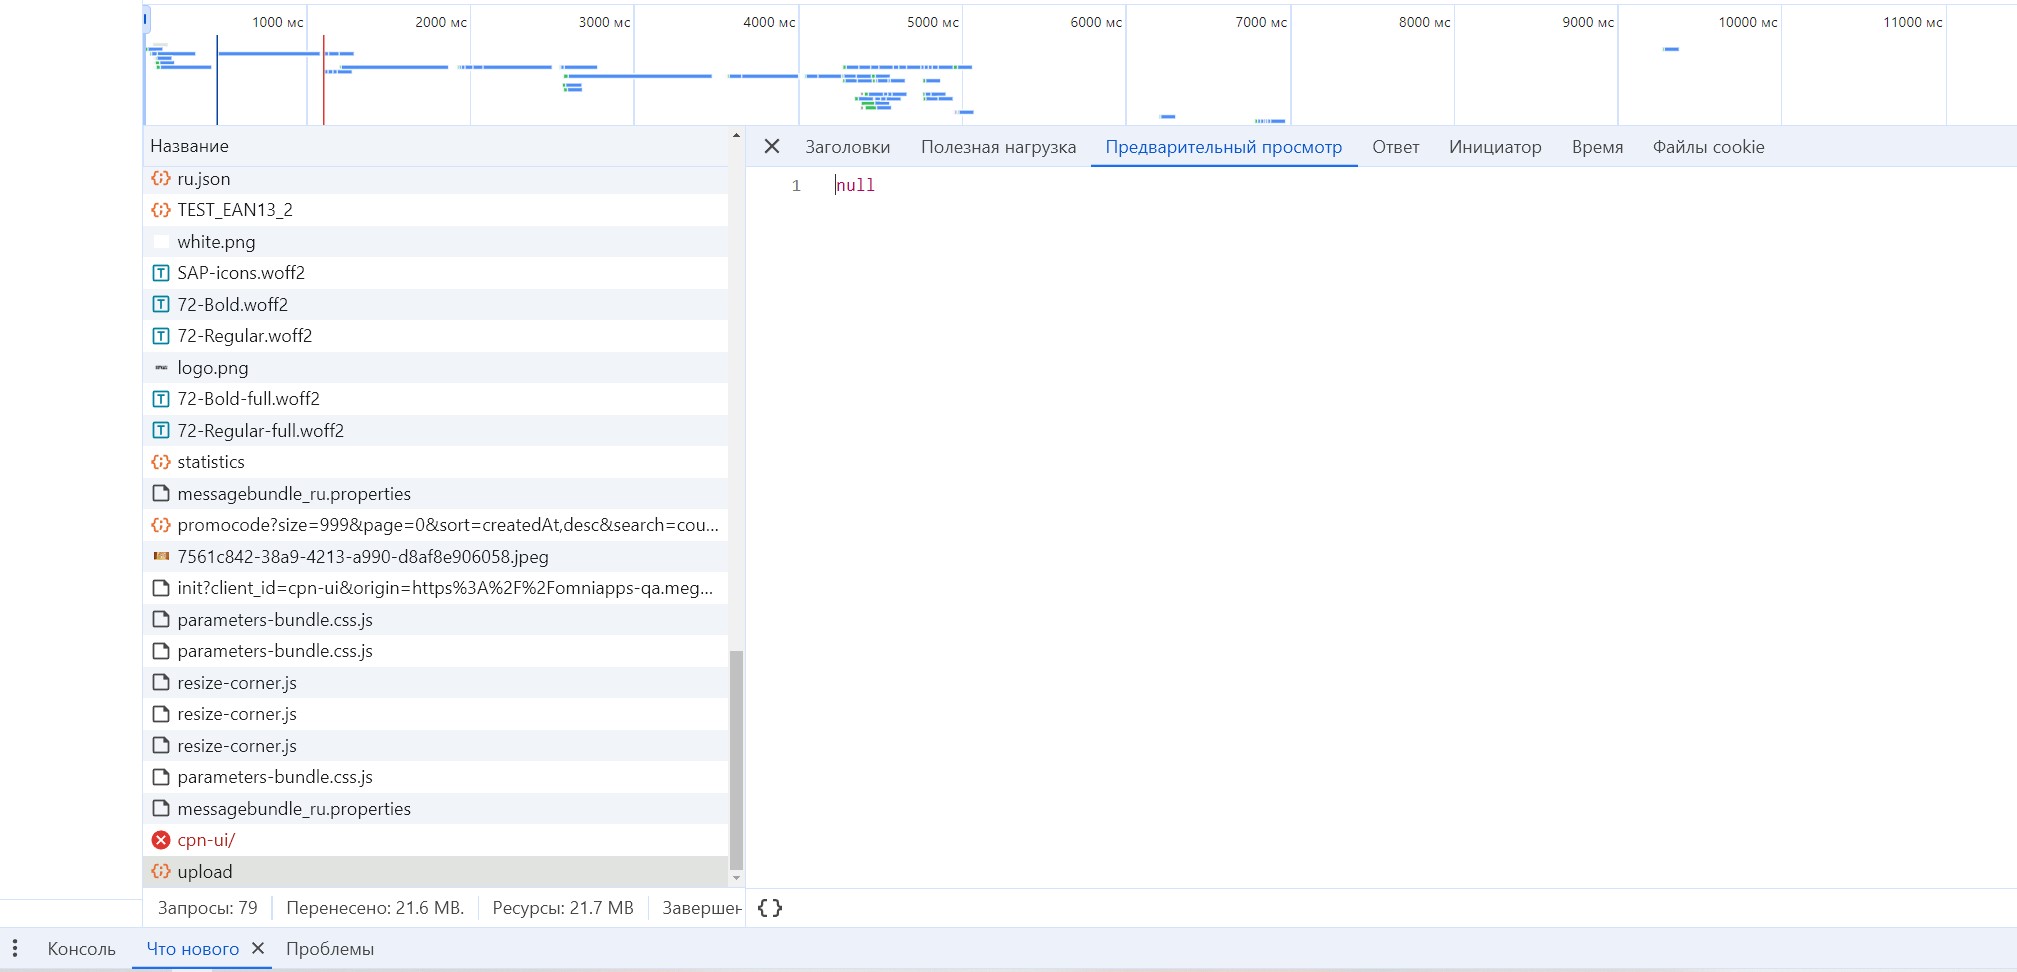 1000 мс 2000 мс 3000 мс 4000 мс 5000 мс 6000 мс 7000 мс 8000 мс 9000 мс 10000 мс 11000 мс
Название
ru.json
TEST_EAN13_2
white.png
SAP-icons.woff2
72-Bold.woff2
72-Regular.woff2
logo.png
72-Bold-full.woff2
72-Regular-full.woff2
statistics
messagebundle_ru.properties
promocode?size=999&page=0&sort=createdAt,desc&search=cou...
7561c842-38a9-4213-a990-d8af8e906058.jpeg
init?client_id=cpn-ui&origin=https%3A%2F%2Fomniapps-qa.meg...
parameters-bundle.css.js
parameters-bundle.css.js
resize-corner.js
resize-corner.js
resize-corner.js
parameters-bundle.css.js
messagebundle_ru.properties
cpn-ui/
upload
Запросы: 79 Перенесено: 21.6 MB. Ресурсы: 21.7 MB Завершен
Заголовки Полезная нагрузка Предварительный просмотр Ответ Инициатор Время Файлы cookie
1 null
{ }
Консоль Что нового Проблемы